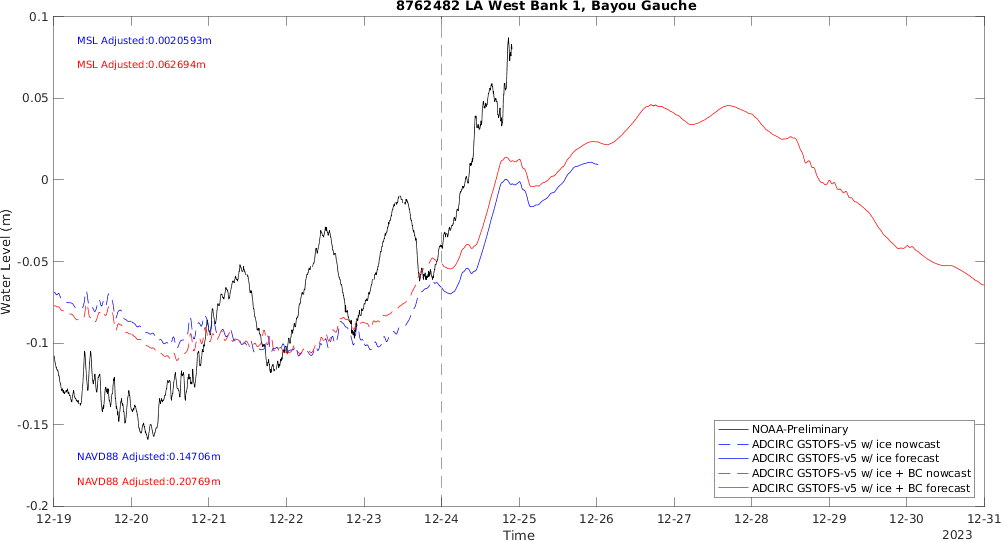 8762482 LA West Bank 1, Bayou Gauche
0.1
MSL Adjusted:0.0020593m
MSL Adjusted:0.062694m
0.05
0
-0.05
Water Level (m)
-0.1
-0.15
NAVD88 Adjusted:0.14706m
NAVD88 Adjusted:0.20769m
-0.2
NOAA-Preliminary
ADCIRC GSTOFS-v5 w/ ice nowcast
ADCIRC GSTOFS-v5 w/ ice forecast
ADCIRC GSTOFS-v5 w/ ice + BC nowcast
ADCIRC GSTOFS-v5 w/ ice + BC forecast
12-19 12-20 12-21 12-22 12-23 12-24 12-25 12-26 12-27 12-28 12-29 12-30 12-31
Time
2023